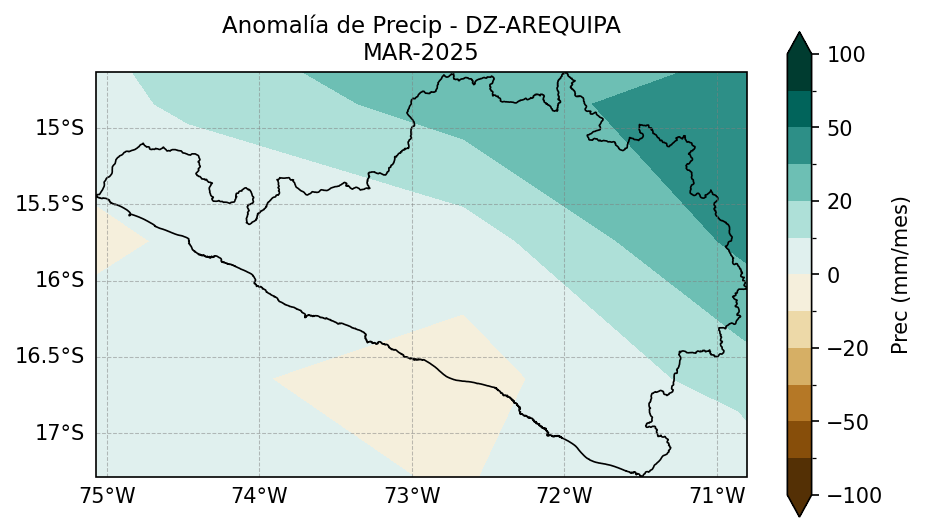 Anomalía de Precip - DZ-AREQUIPA
MAR-2025
15°S
15.5°S
16°S
16.5°S
17°S
75°W
74°W
73°W
72°W
71°W
100
50
20
0
−20
−50
−100
Prec (mm/mes)